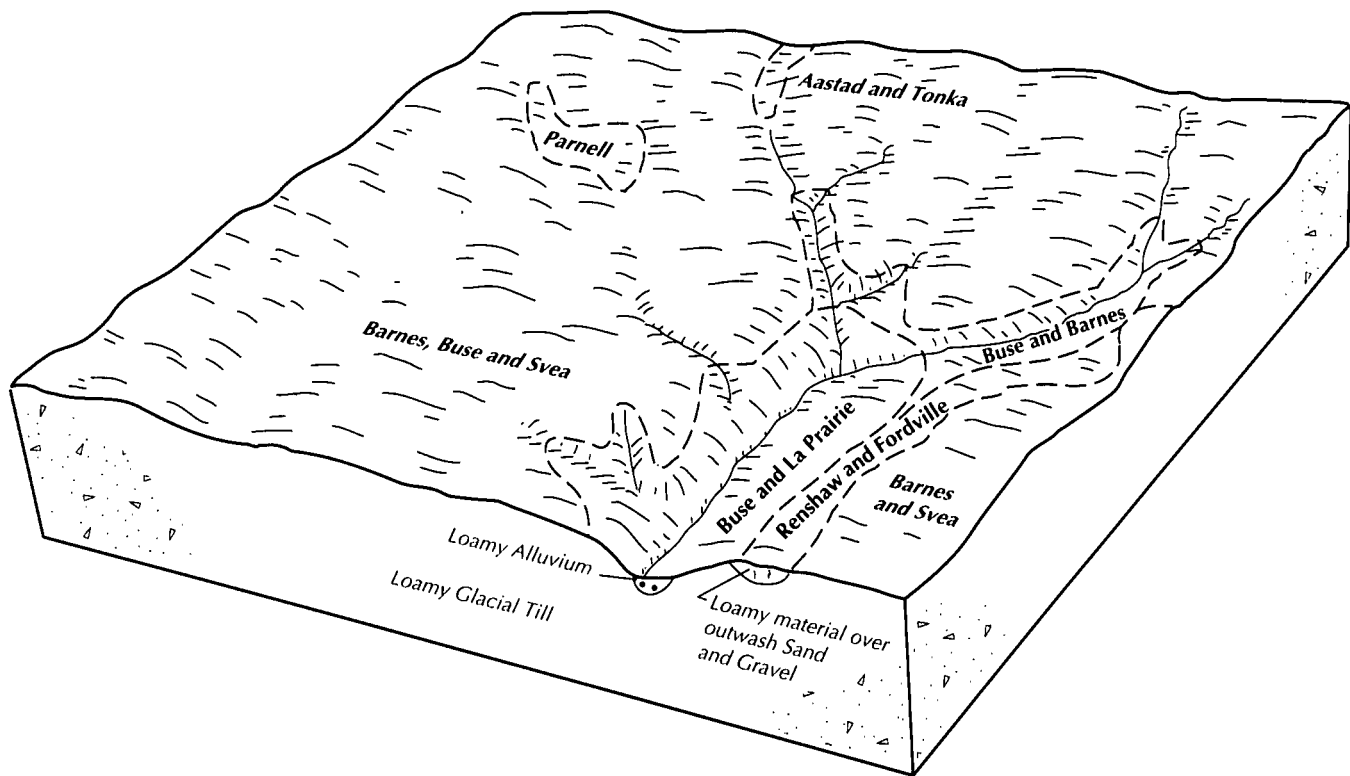 Aastad and Tonka
Parnell
Barnes, Buse and Svea
Buse and Barnes
Buse and La Prairie
Renshaw and Fordville
Barnes
and Svea
Loamy Alluvium
Loamy Glacial Till
Loamy material over
outwash Sand
and Gravel